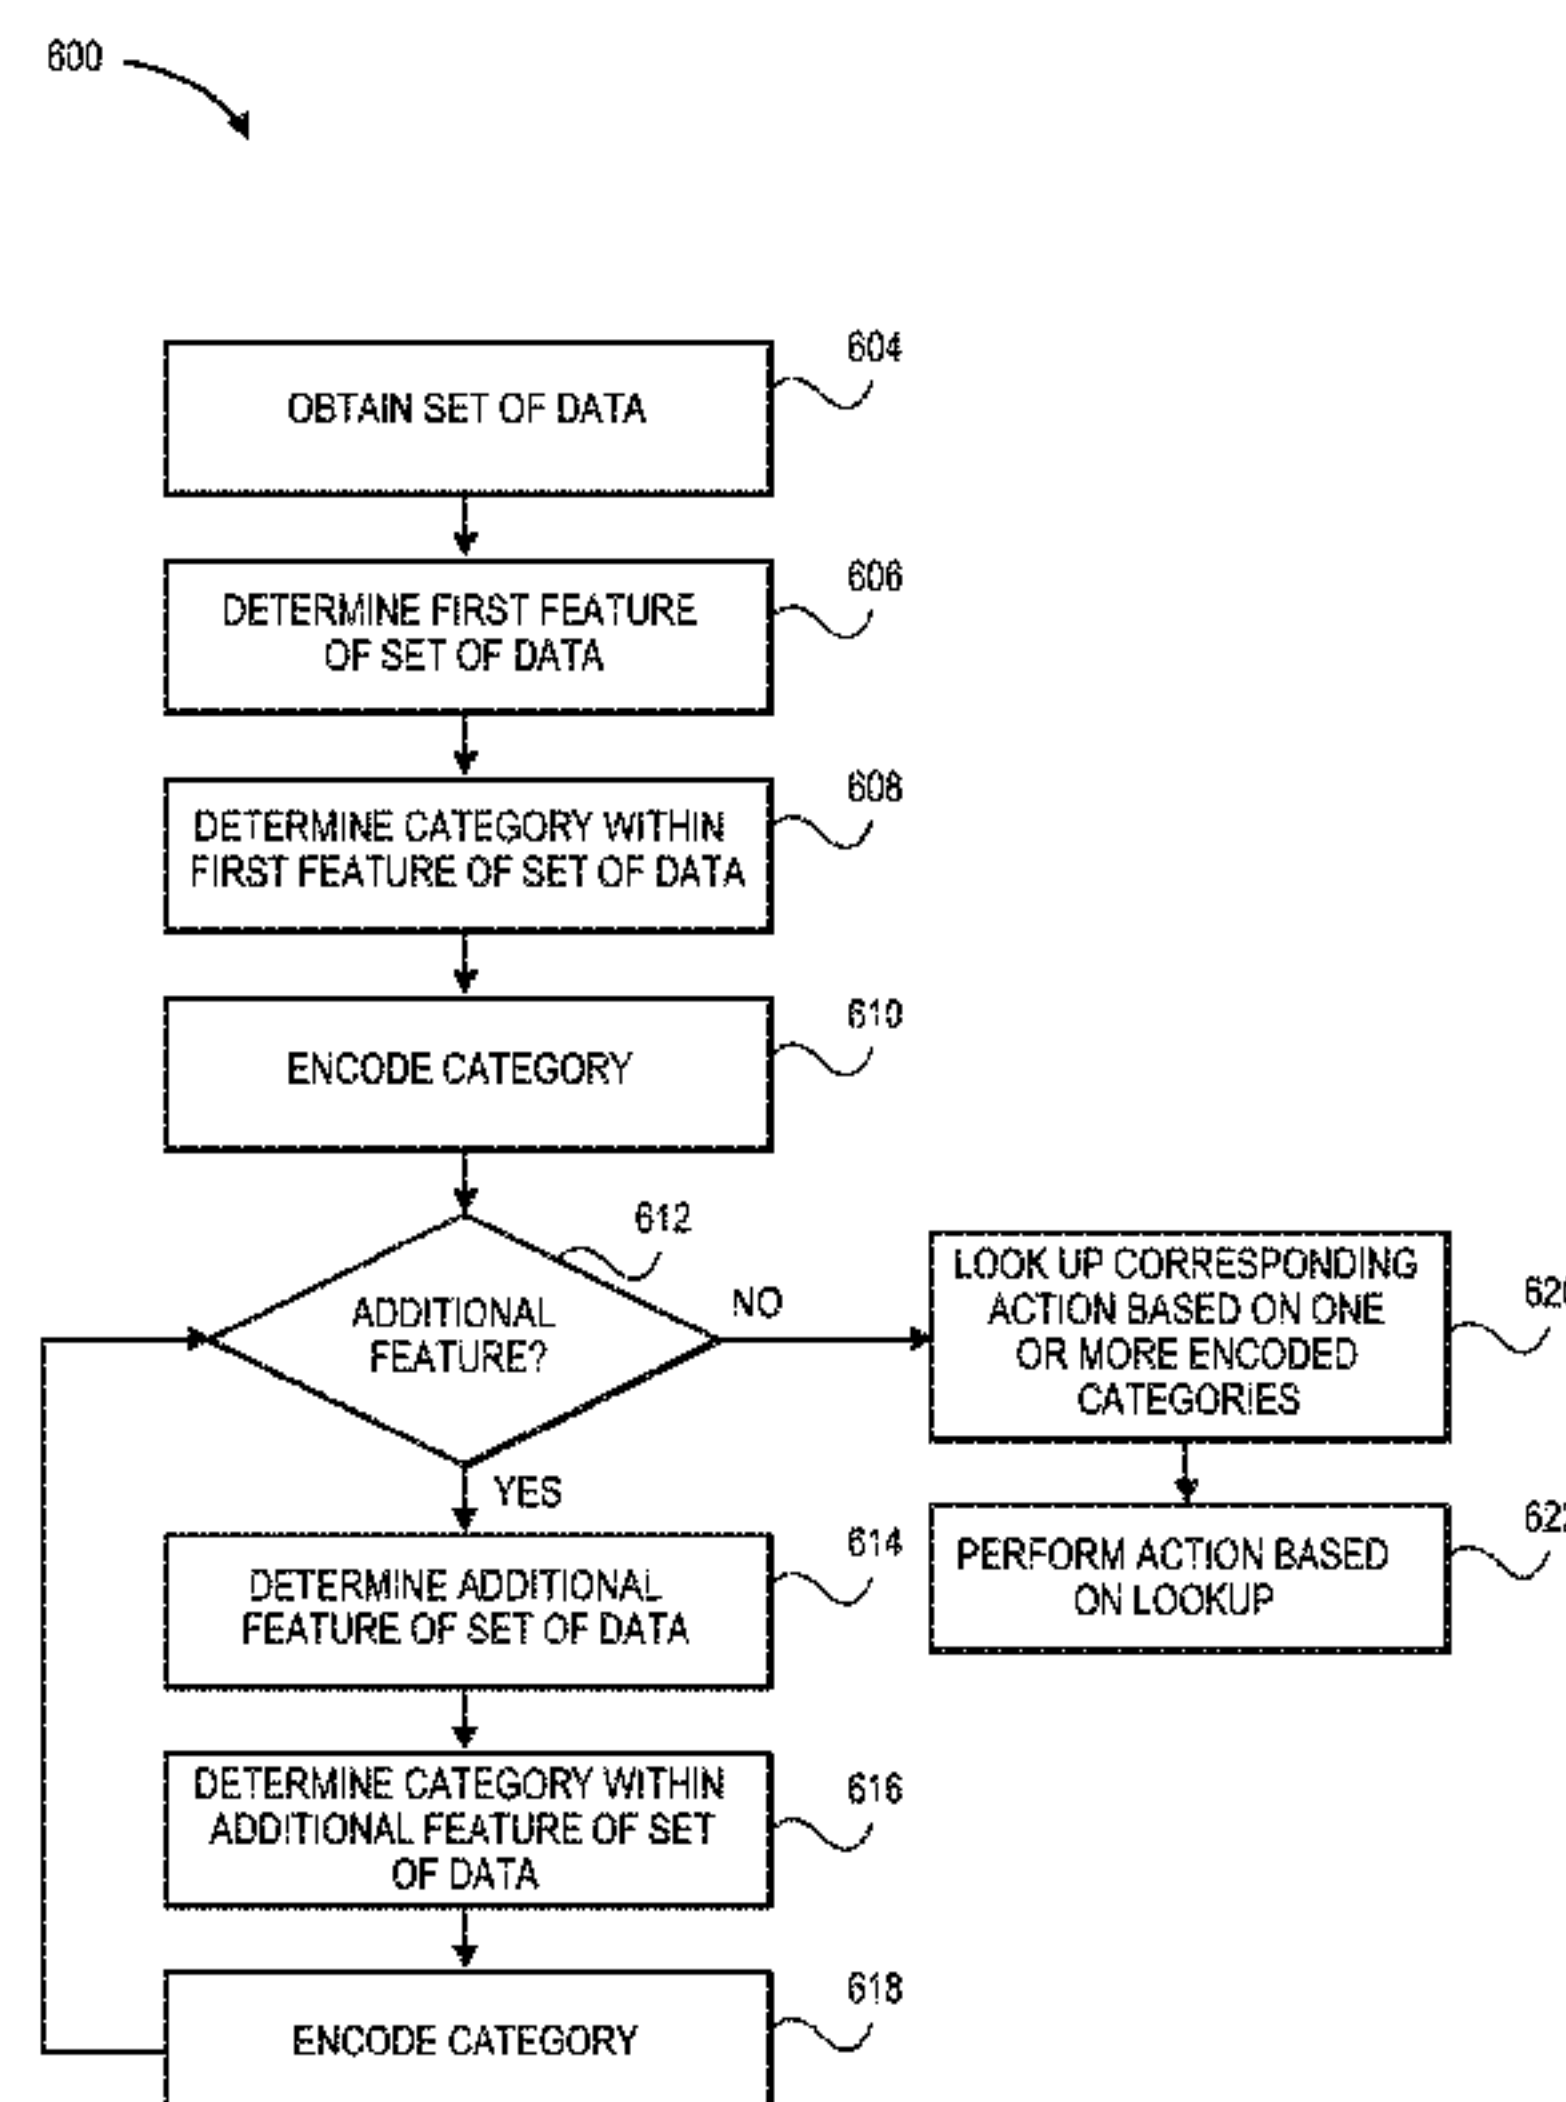 600
OBTAIN SET OF DATA
604
DETERMINE FIRST FEATURE
OF SET OF DATA
606
DETERMINE CATEGORY WITHIN
FIRST FEATURE OF SET OF DATA
608
ENCODE CATEGORY
610
612
ADDITIONAL
FEATURE?
NO
YES
LOOK UP CORRESPONDING
ACTION BASED ON ONE
OR MORE ENCODED
CATEGORIES
PERFORM ACTION BASED
ON LOOKUP
DETERMINE ADDITIONAL
FEATURE OF SET OF DATA
614
DETERMINE CATEGORY WITHIN
ADDITIONAL FEATURE OF SET
OF DATA
616
ENCODE CATEGORY
618